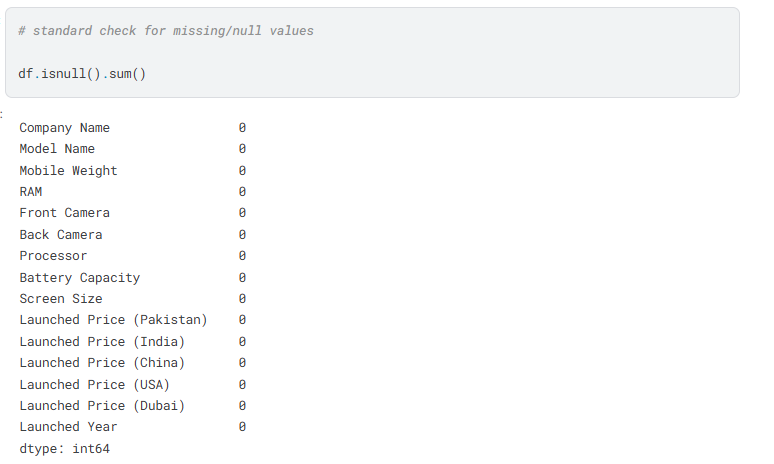 # standard check for missing/null values
df.isnull().sum()
:
Company Name 0
Model Name 0
Mobile Weight 0
RAM 0
Front Camera 0
Back Camera 0
Processor 0
Battery Capacity 0
Screen Size 0
Launched Price (Pakistan) 0
Launched Price (India) 0
Launched Price (China) 0
Launched Price (USA) 0
Launched Price (Dubai) 0
Launched Year 0
dtype: int64